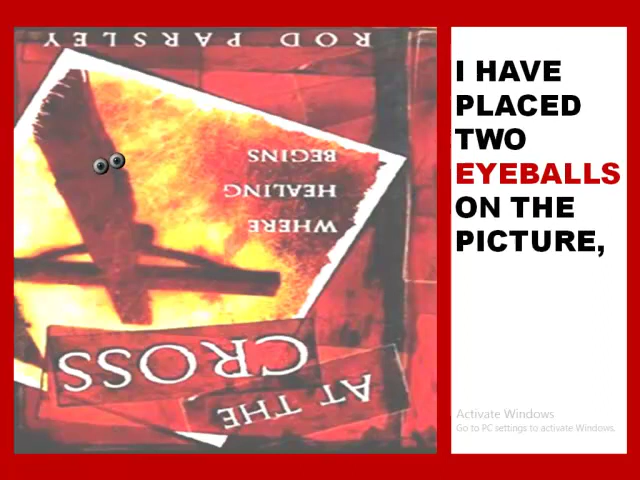 ROD PARSLEY
BEGINS
HEALING
WHERE
CROSS
AT THE
I HAVE
PLACED
TWO
EYEBALLS
ON THE
PICTURE,
Activate Windows
Go to PC settings to activate Windows.